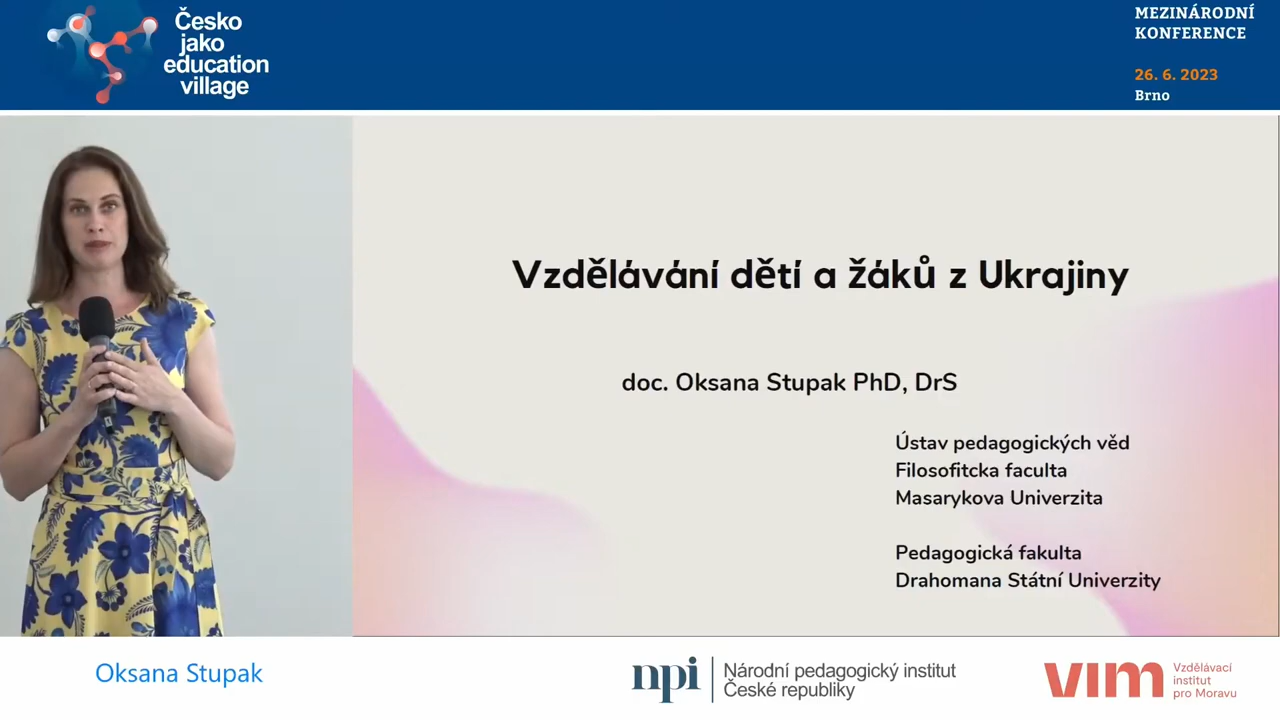 Česko
jako
education
village
MEZINÁRODNÍ
KONFERENCE
26. 6. 2023
Brno
Vzdělávání dětí a žáků z Ukrajiny
doc. Oksana Stupak PhD, DrS
Ústav pedagogických věd
Filosofitcka faculta
Masarykova Univerzita
Pedagogická fakulta
Drahomana Státní Univerzity
Oksana Stupak
npi
Národní pedagogický institut
České republiky
vim
Vzdělávací
institut
pro Moravu